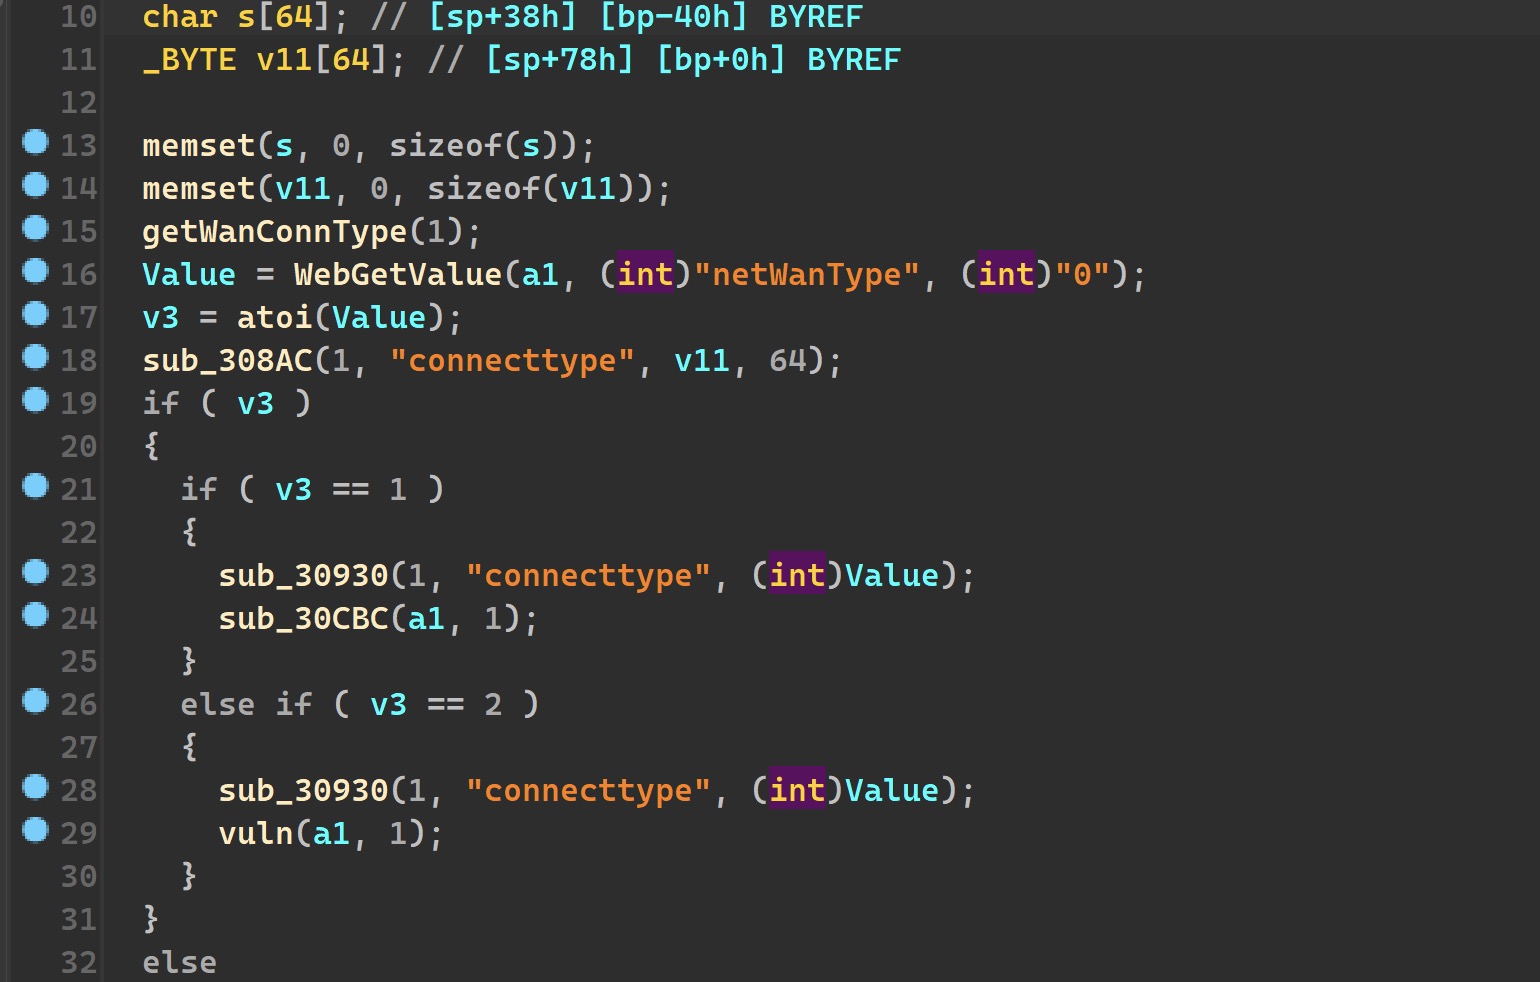 10 char s[64]; // [sp+38h] [bp-40h] BYREF
11 _BYTE v11[64]; // [sp+78h] [bp+0h] BYREF
12
13 memset(s, 0, sizeof(s));
14 memset(v11, 0, sizeof(v11));
15 getWanConnType(1);
16 Value = WebGetValue(a1, (int)"netWanType", (int)"0");
17 v3 = atoi(Value);
18 sub_308AC(1, "connecttype", v11, 64);
19 if ( v3 )
20 {
21   if ( v3 == 1 )
22   {
23     sub_30930(1, "connecttype", (int)Value);
24     sub_30CBC(a1, 1);
25   }
26   else if ( v3 == 2 )
27   {
28     sub_30930(1, "connecttype", (int)Value);
29     vuln(a1, 1);
30   }
31 }
32 else